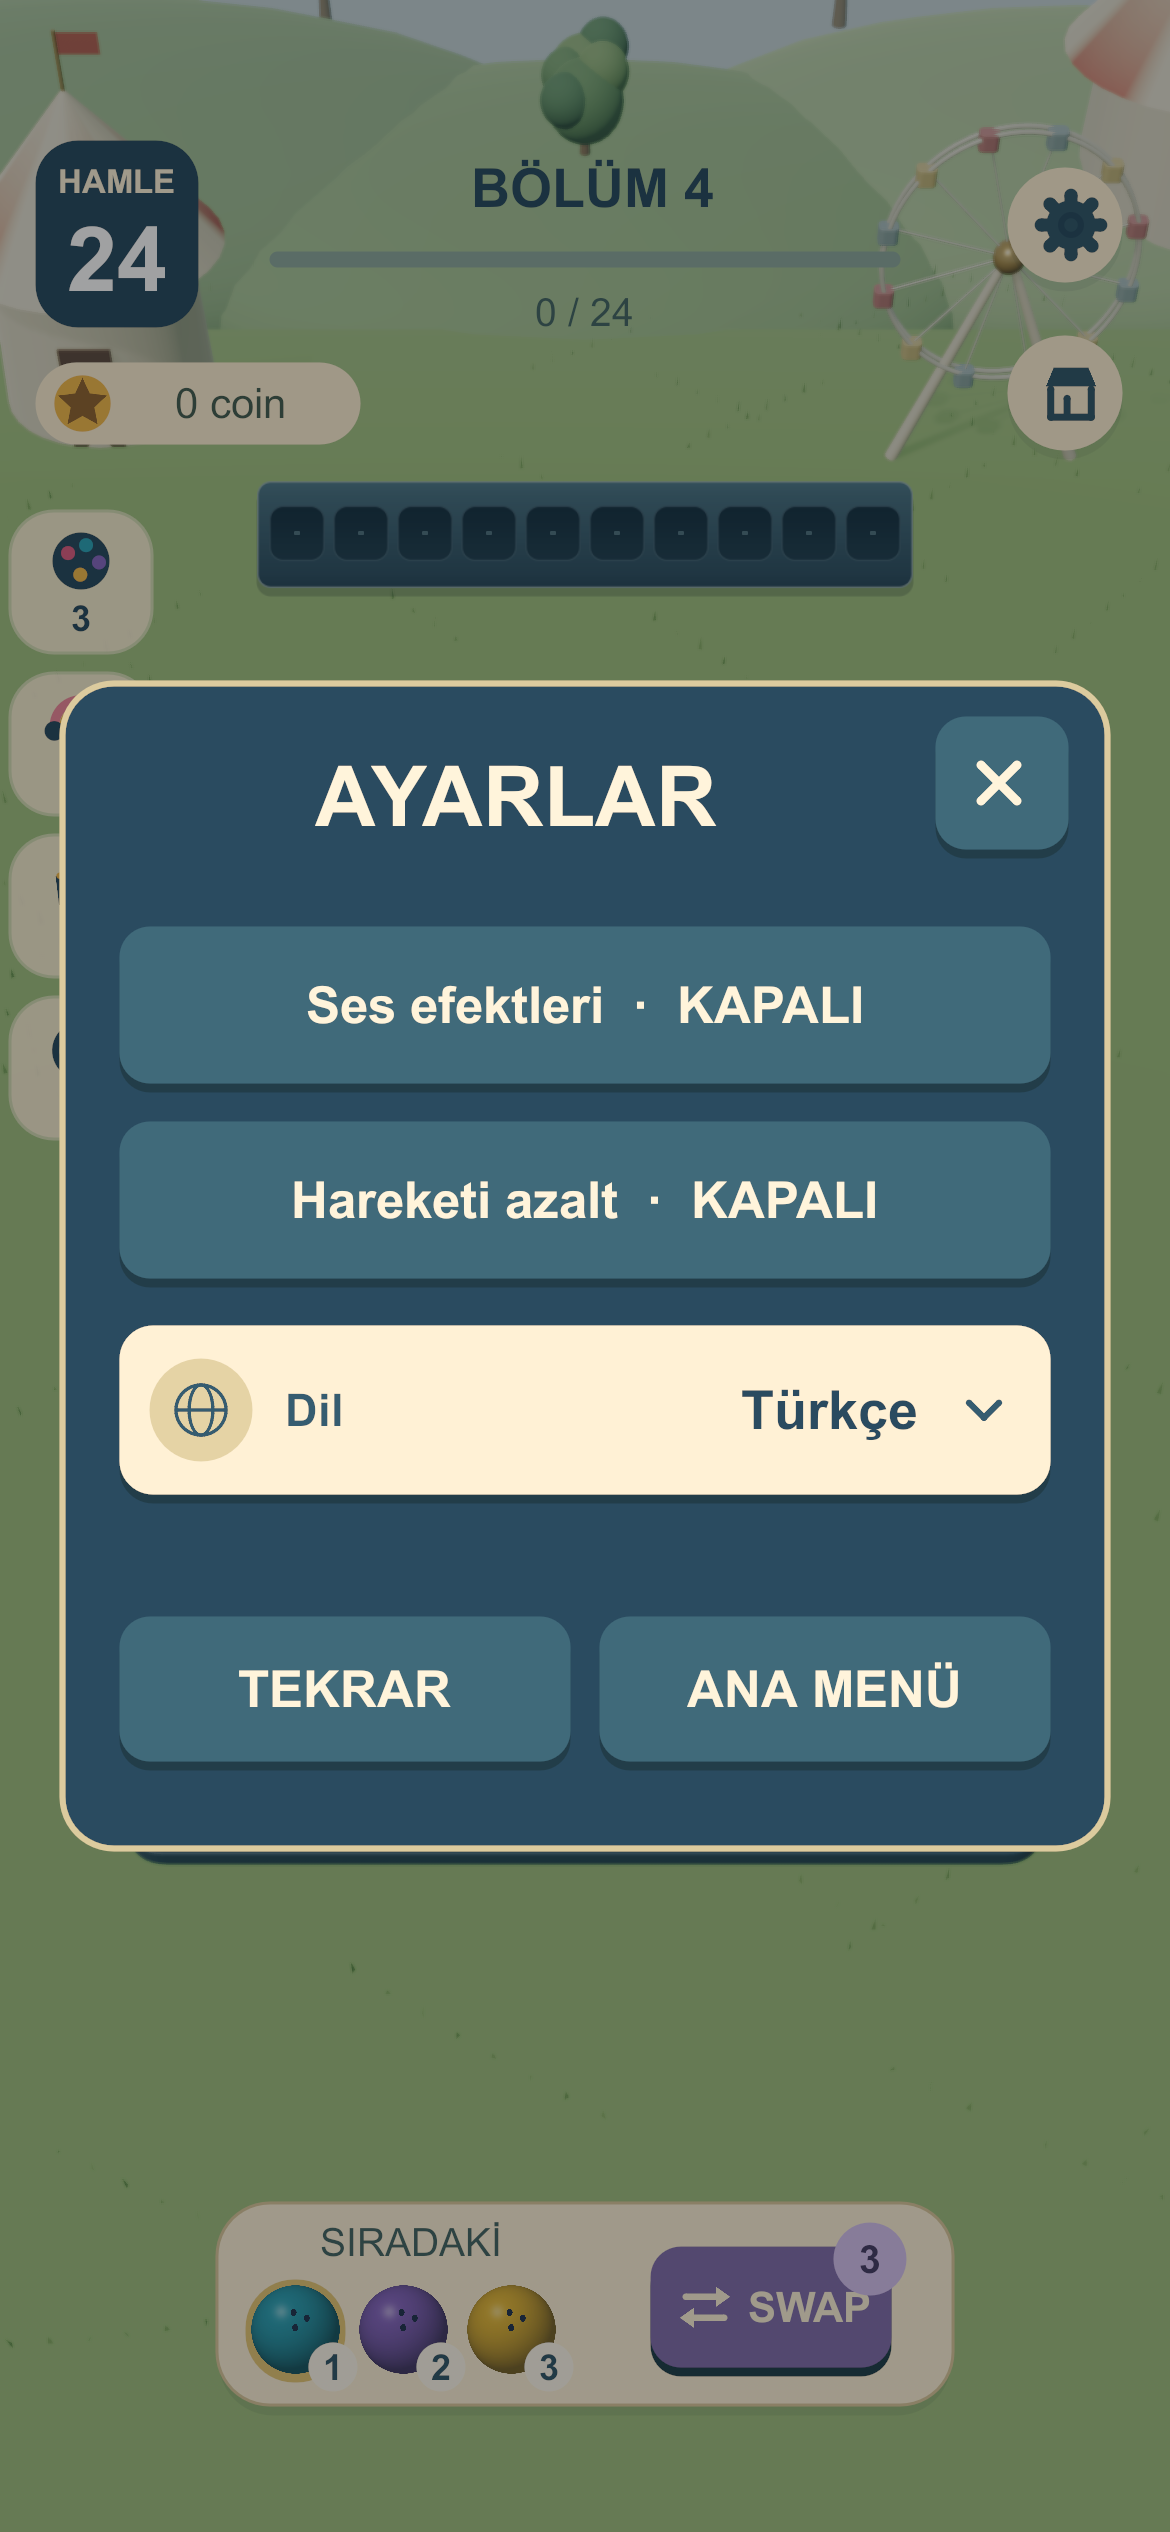 HAMLE
24
BÖLÜM 4
0 / 24
0 coin
3
AYARLAR
Ses efektleri · KAPALI
Hareketi azalt · KAPALI
Dil
Türkçe
TEKRAR
ANA MENÜ
SIRADAKİ
1
2
3
SWAP
3